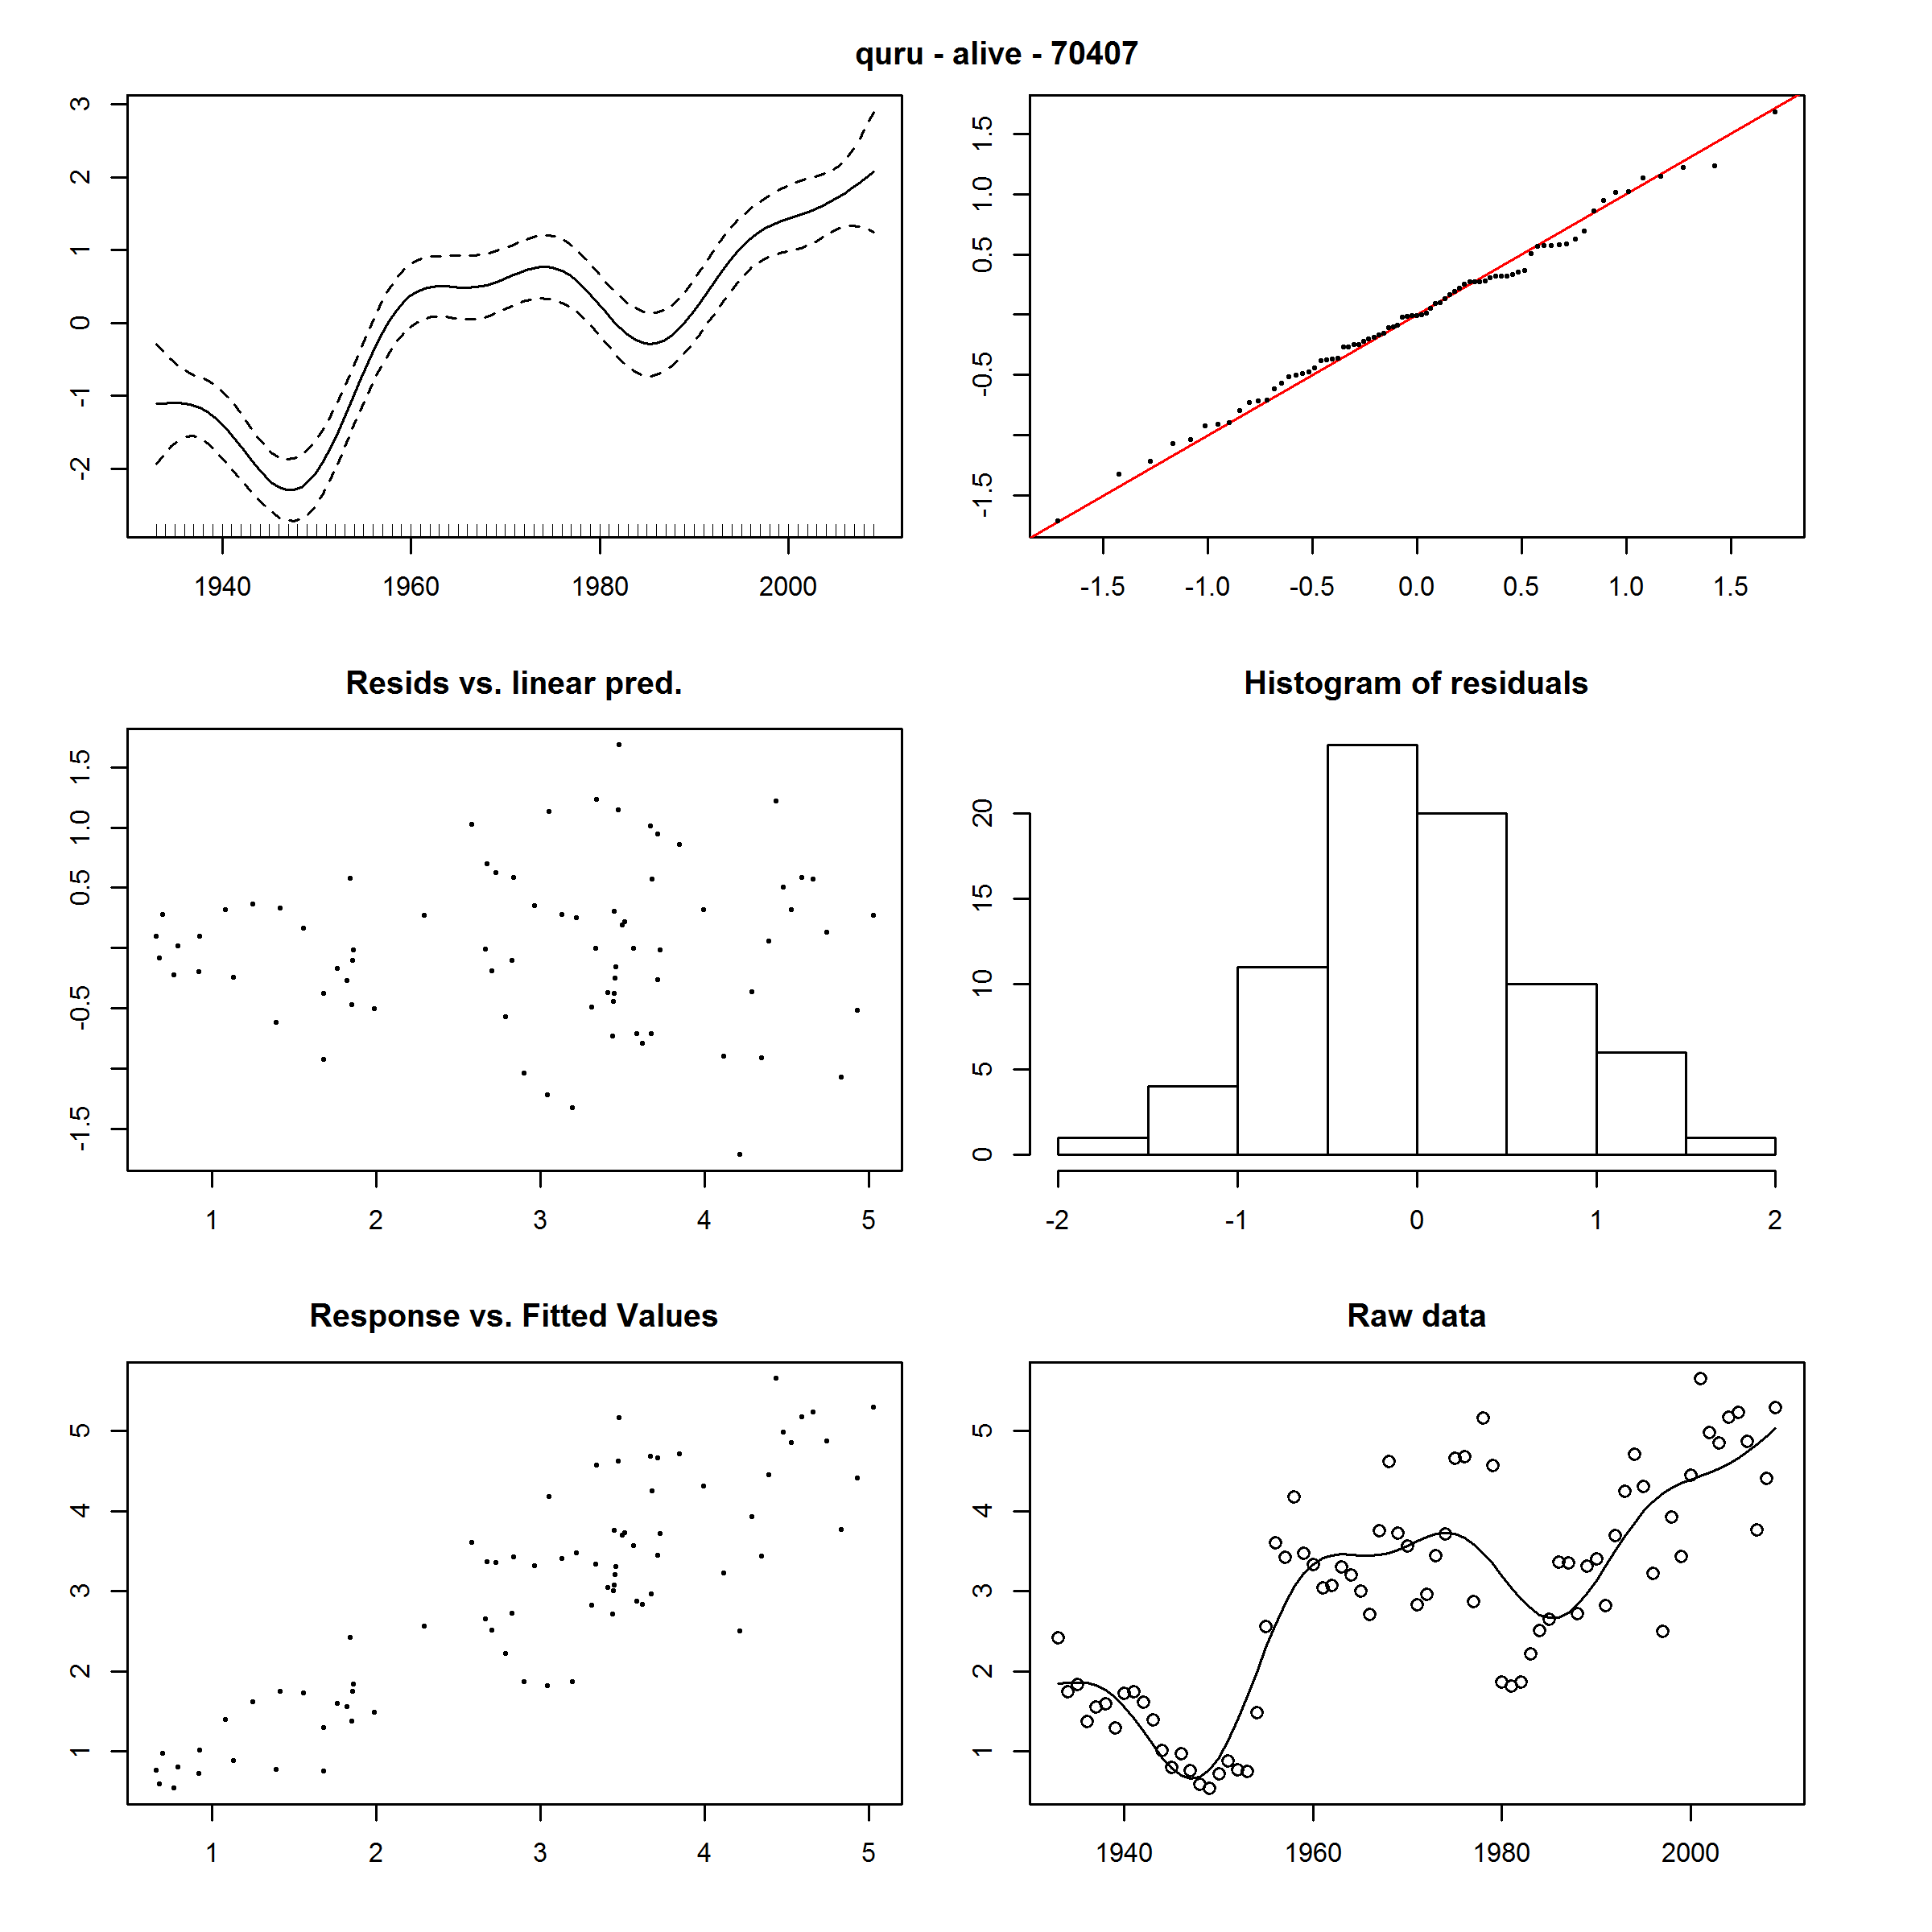 quru - alive - 70407
3
2
1
0
-1
-2
1940 1960 1980 2000
1.5
1.0
0.5
-0.5
-1.5
-1.5 -1.0 -0.5 0.0 0.5 1.0 1.5
Resids vs. linear pred.
1.5
1.0
0.5
-0.5
-1.5
1 2 3 4 5
Histogram of residuals
20
15
10
5
0
-2 -1 0 1 2
Response vs. Fitted Values
5
4
3
2
1
1 2 3 4 5
Raw data
5
4
3
2
1
1940 1960 1980 2000